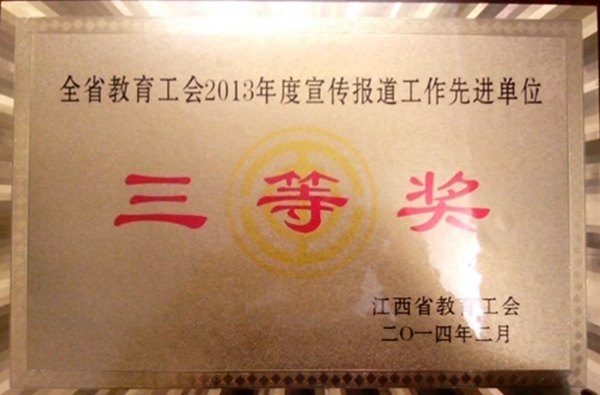 全省教育工会2013年度宣传报道工作先进单位
三等奖
江西省教育工会
二〇一四年二月